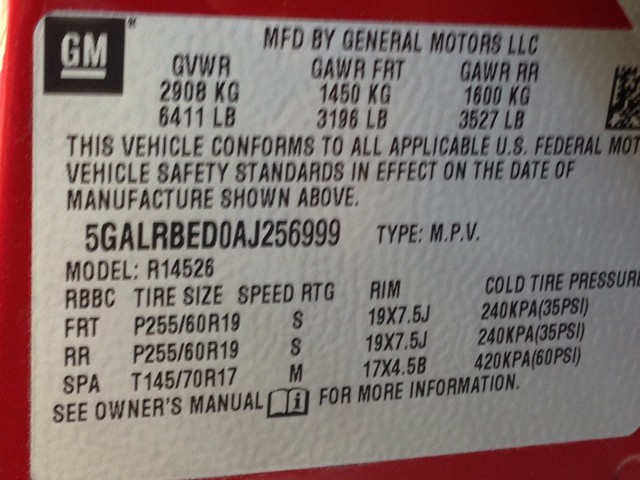 GM
MFD BY GENERAL MOTORS LLC
GVWR GAWR FRT GAWR RR
2908 KG 1450 KG 1600 KG
6411 LB 3196 LB 3527 LB
THIS VEHICLE CONFORMS TO ALL APPLICABLE U.S. FEDERAL MOT
VEHICLE SAFETY STANDARDS IN EFFECT ON THE DATE OF
MANUFACTURE SHOWN ABOVE.
5GALRBED0AJ256999 TYPE: M.P.V.
MODEL: R14526
RBBC TIRE SIZE SPEED RTG RIM COLD TIRE PRESSURE
FRT P255/60R19 S 19X7.5J 240KPA(35PSI)
RR P255/60R19 S 19X7.5J 240KPA(35PSI)
SPA T145/70R17 M 17X4.5B 420KPA(60PSI)
SEE OWNER'S MANUAL i FOR MORE INFORMATION.